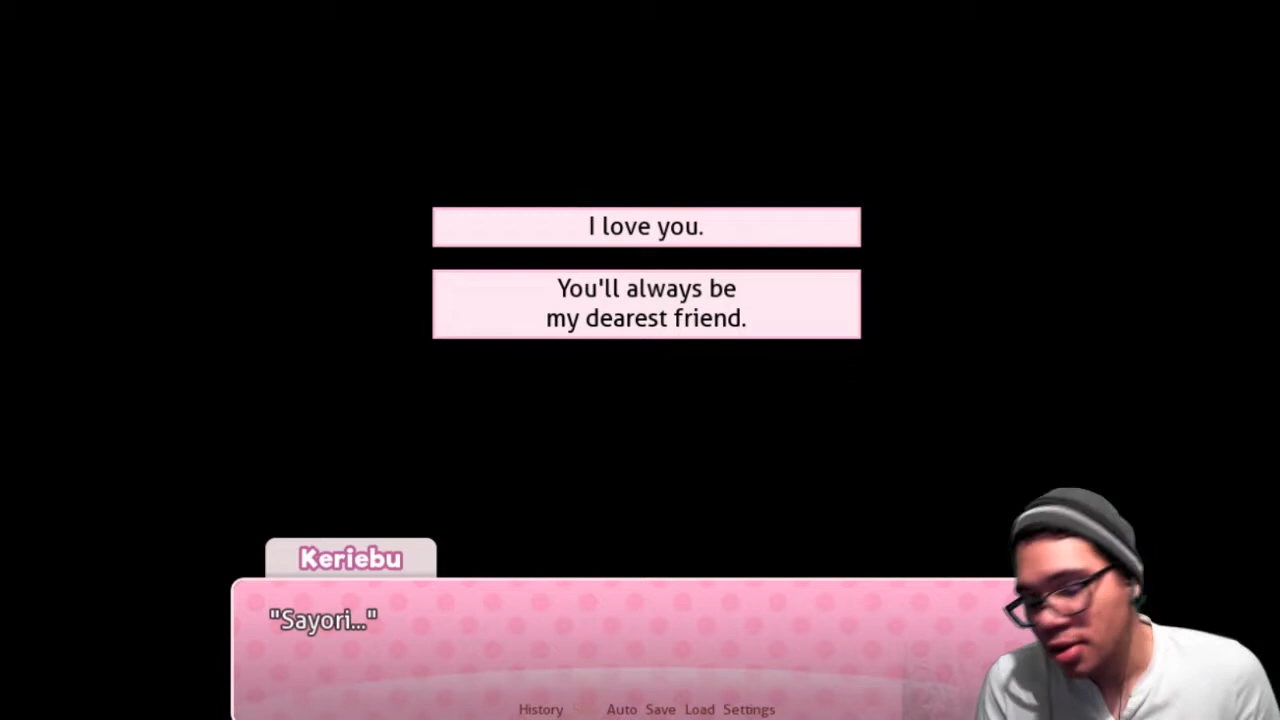 I love you.
You'll always be
my dearest friend.
Keriebu
"Sayori..."
History Auto Save Load Settings